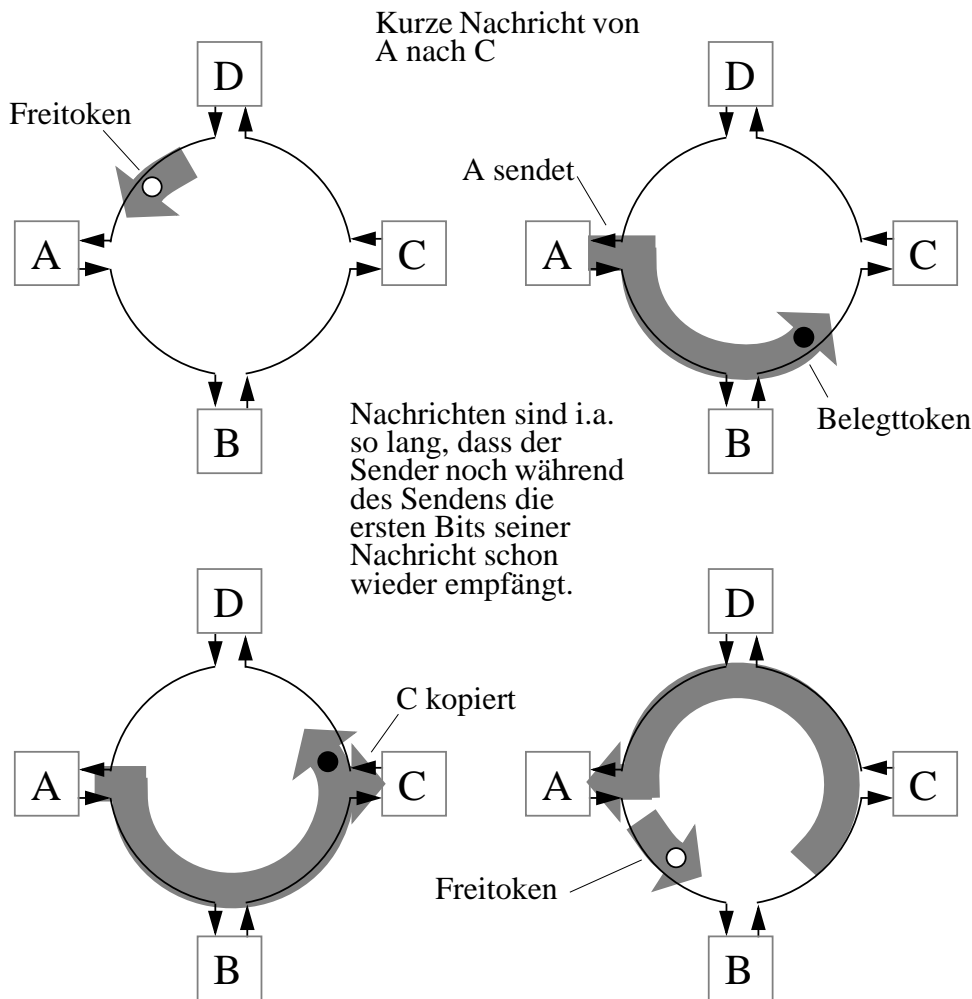 Kurze Nachricht von
A nach C
D
Freitoken
A
C
B
D
A sendet
A
C
B
Belegttoken
Nachrichten sind i.a.
so lang, dass der
Sender noch während
des Sendens die
ersten Bits seiner
Nachricht schon
wieder empfängt.
D
C kopiert
A
C
B
D
A
C
Freitoken
B